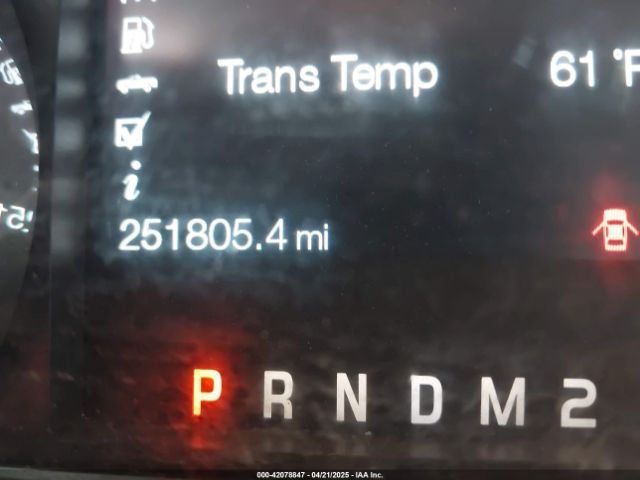 Trans Temp 61 °F
i
251805.4 mi
P R N D M 2
000-42078847 - 04/21/2025 - IAA Inc.